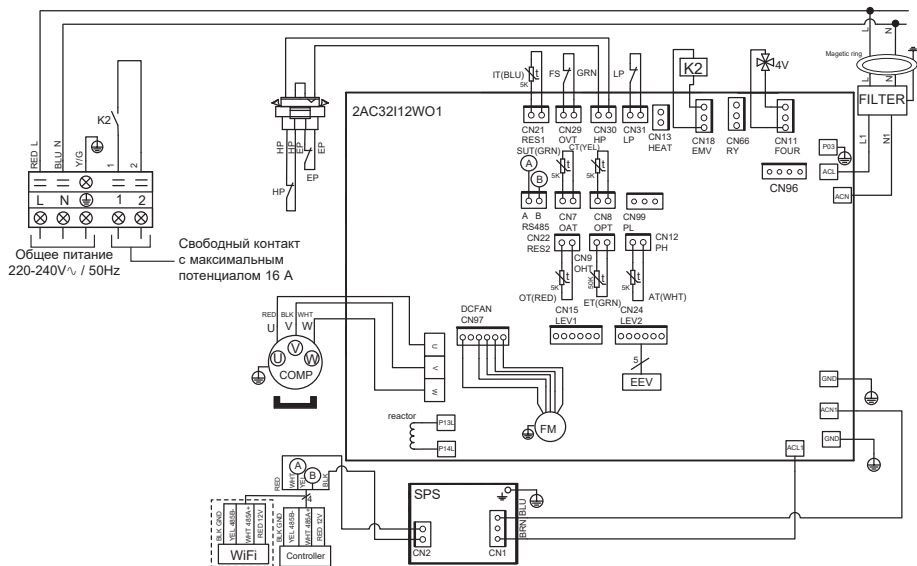 L
N
Magetic ring
L
N
FILTER
L1
N1
RED L
BLU N
Y/G
K2
1
2
L N 1 2
Общее питание
220-240V∿ / 50Hz
Свободный контакт
с максимальным
потенциалом 16 А
HP
HP
EP
EP
HP
EP
2AC32I12WO1
IT(BLU)
t
5K
FS
GRN
LP
K2
4V
CN21
RES1
CN29
OVT
CN30
HP
CN31
LP
CN13
HEAT
CN18
EMV
CN66
RY
CN11
FOUR
P03
ACL
ACN
CN96
SUT(GRN)
CT(YEL)
A
B
t
5K
t
5K
A B
RS485
CN7
OAT
CN8
OPT
CN99
PL
CN22
RES2
CN9
OHT
CN12
PH
t
5K
t
50K
t
5K
OT(RED)
ET(GRN)
AT(WHT)
CN15
LEV1
CN24
LEV2
DCFAN
CN97
5
EEV
RED BLK WHT
U V W
U
V
W
COMP
U
V
W
reactor
P13L
P14L
FM
GND
ACN1
GND
ACL1
RED
WHT
YEL
BLK
A
B
4
BLK GND
YEL 485B-
WHT 485A+
RED 12V
WiFi
BLK GND
YEL 485B-
WHT 485A+
RED 12V
Controller
SPS
CN2
CN1
BLU
BRN